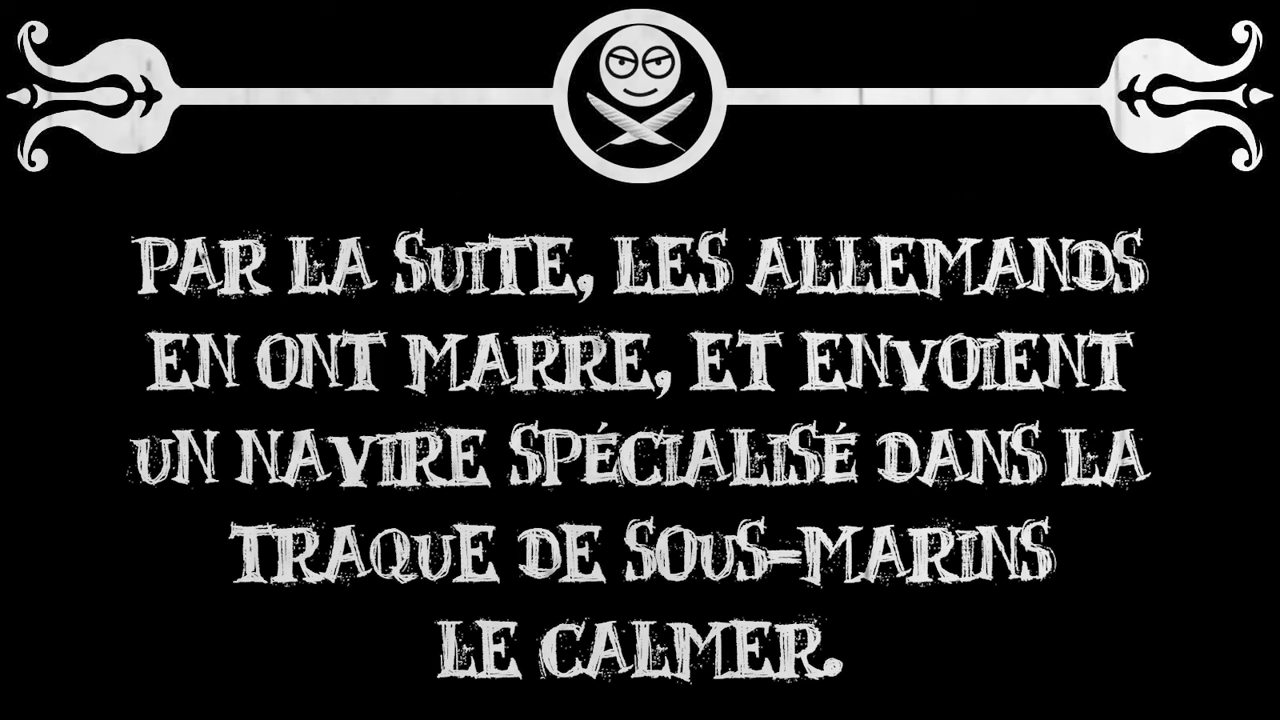 PAR LA SUITE, LES ALLEMANDS
EN ONT MARRE, ET ENVOIENT
UN NAVIRE SPÉCIALISÉ DANS LA
TRAQUE DE SOUS-MARINS
LE CALMER.